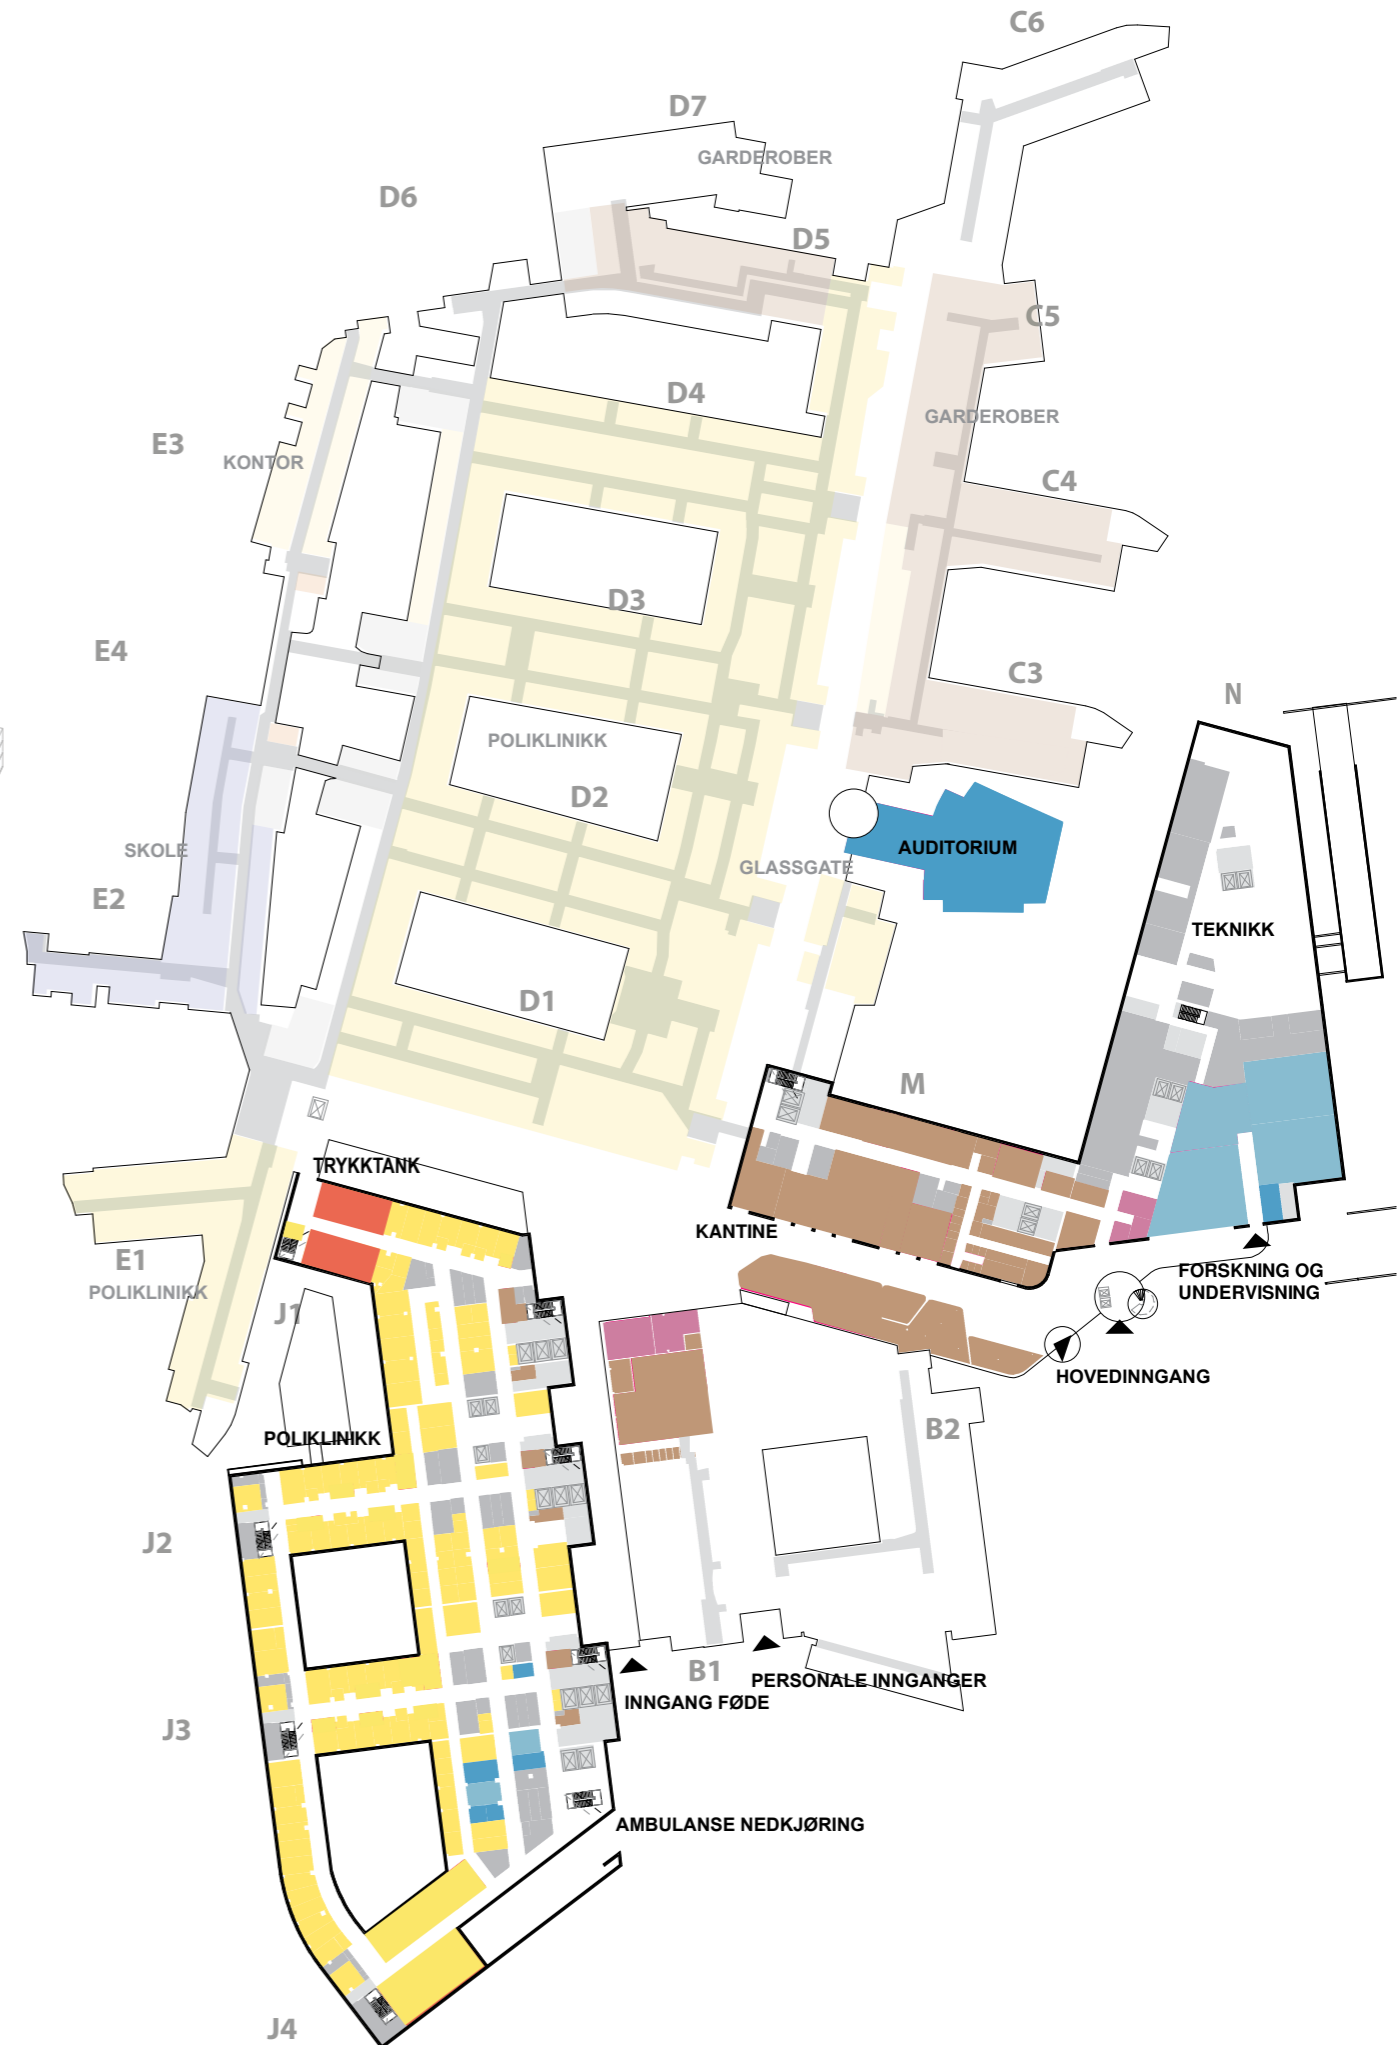 C6
D7
GARDEROBER
D6
D5
C5
D4
GARDEROBER
E3
KONTOR
C4
D3
E4
C3
N
POLIKLINIKK
D2
SKOLE
AUDITORIUM
GLASSGATE
E2
TEKNIKK
D1
M
TRYKKTANK
KANTINE
E1
POLIKLINIKK
FORSKNING OG
UNDERVISNING
J1
HOVEDINNGANG
B2
POLIKLINIKK
J2
B1
PERSONALE INNGANGER
INNGANG FØDE
J3
AMBULANSE NEDKJØRING
J4